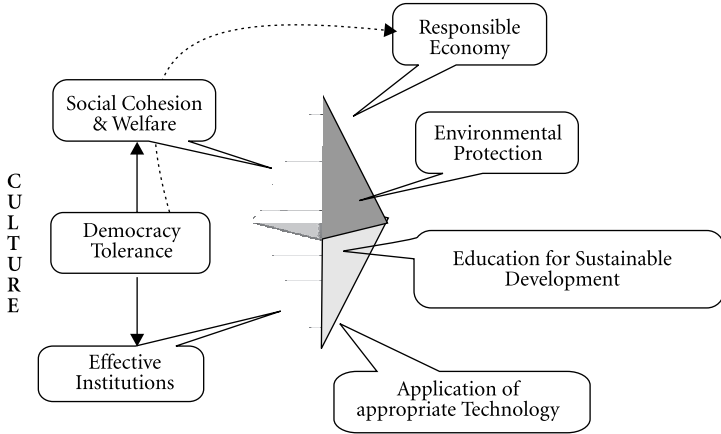 Responsible
Economy
Social Cohesion
& Welfare
Environmental
Protection
CULTURE
Democracy
Tolerance
Education for Sustainable
Development
Effective
Institutions
Application of
appropriate Technology